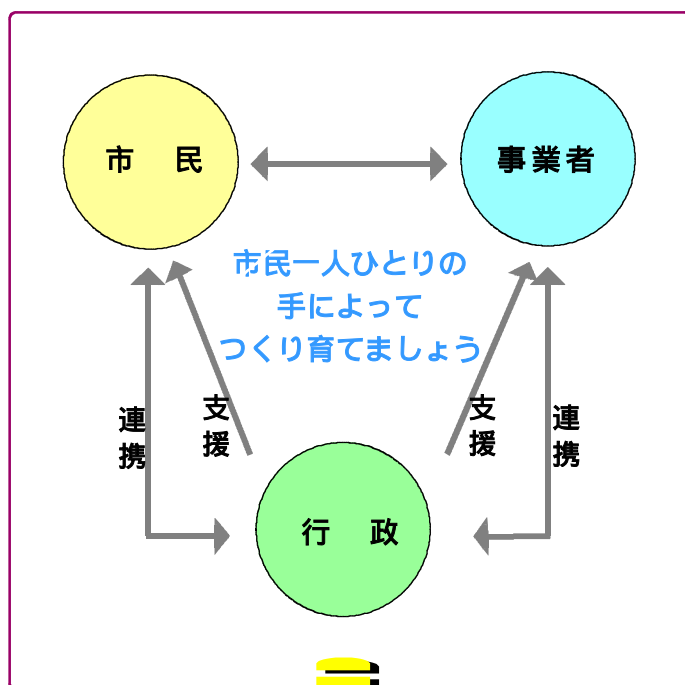 市　民
事業者
市民一人ひとりの
手によって
つくり育てましょう
連携
支援
支援
連携
行　政